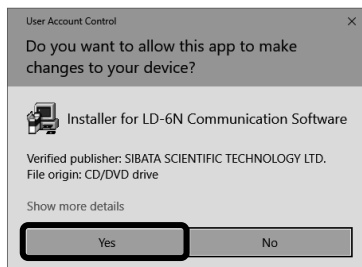 User Account Control
Do you want to allow this app to make
changes to your device?
Installer for LD-6N Communication Software
Verified publisher: SIBATA SCIENTIFIC TECHNOLOGY LTD.
File origin: CD/DVD drive
Show more details
Yes
No